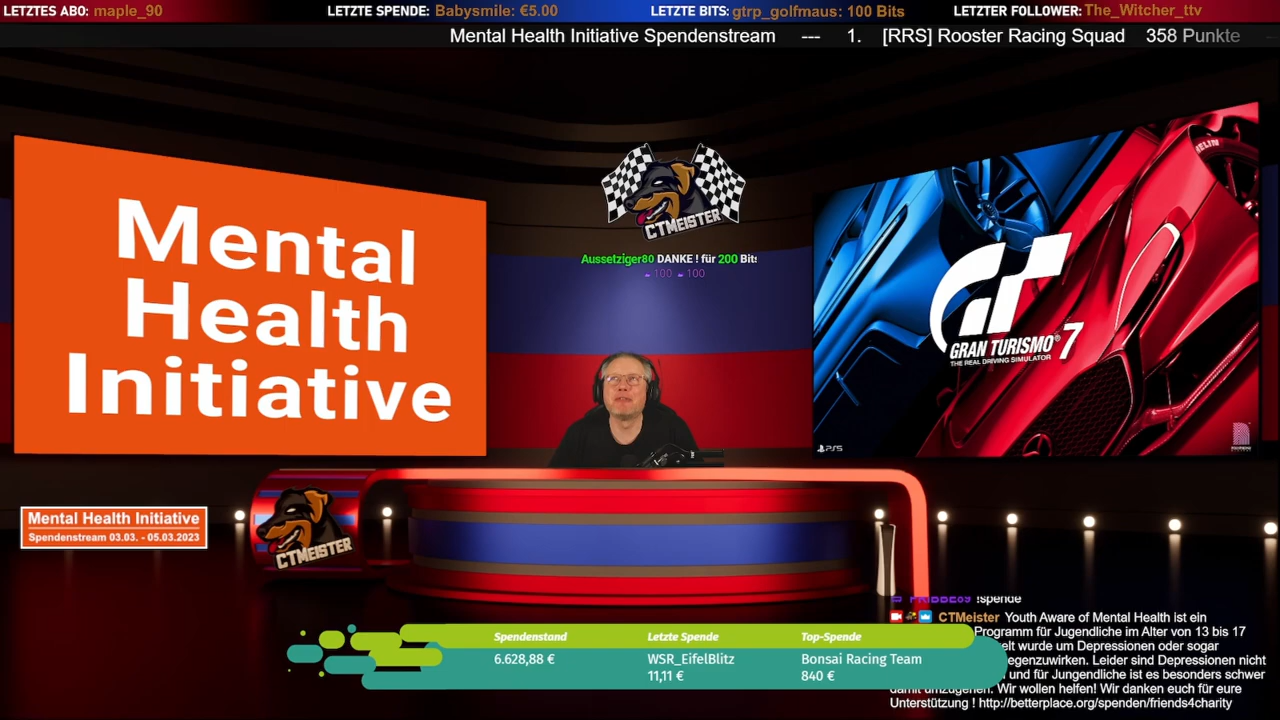 LETZTES ABO: maple_90
LETZTE SPENDE: Babysmile: €5.00
LETZTE BITS: gtrp_golfmaus: 100 Bits
LETZTER FOLLOWER: The_Witcher_ttv
Mental Health Initiative Spendenstream --- 1. [RRS] Rooster Racing Squad 358 Punkte
Mental
Health
Initiative
CTMEISTER
Aussetziger80 DANKE ! für 200 Bits
100 100
GT
GRAN TURISMO® 7
THE REAL DRIVING SIMULATOR
PS5
Mental Health Initiative
Spendenstream 03.03. - 05.03.2023
CTMEISTER
!spende
CTMeister Youth Aware of Mental Health ist ein
Programm für Jugendliche im Alter von 13 bis 17
wurde um Depressionen oder sogar
Leider sind Depressionen nicht
und für Jungendliche ist es besonders schwer
damit umzugehen. Wir wollen helfen! Wir danken euch für eure
Unterstützung ! http://betterplace.org/spenden/friends4charity
Spendenstand
6.628,88 €
Letzte Spende
WSR_EifelBlitz
11,11 €
Top-Spende
Bonsai Racing Team
840 €